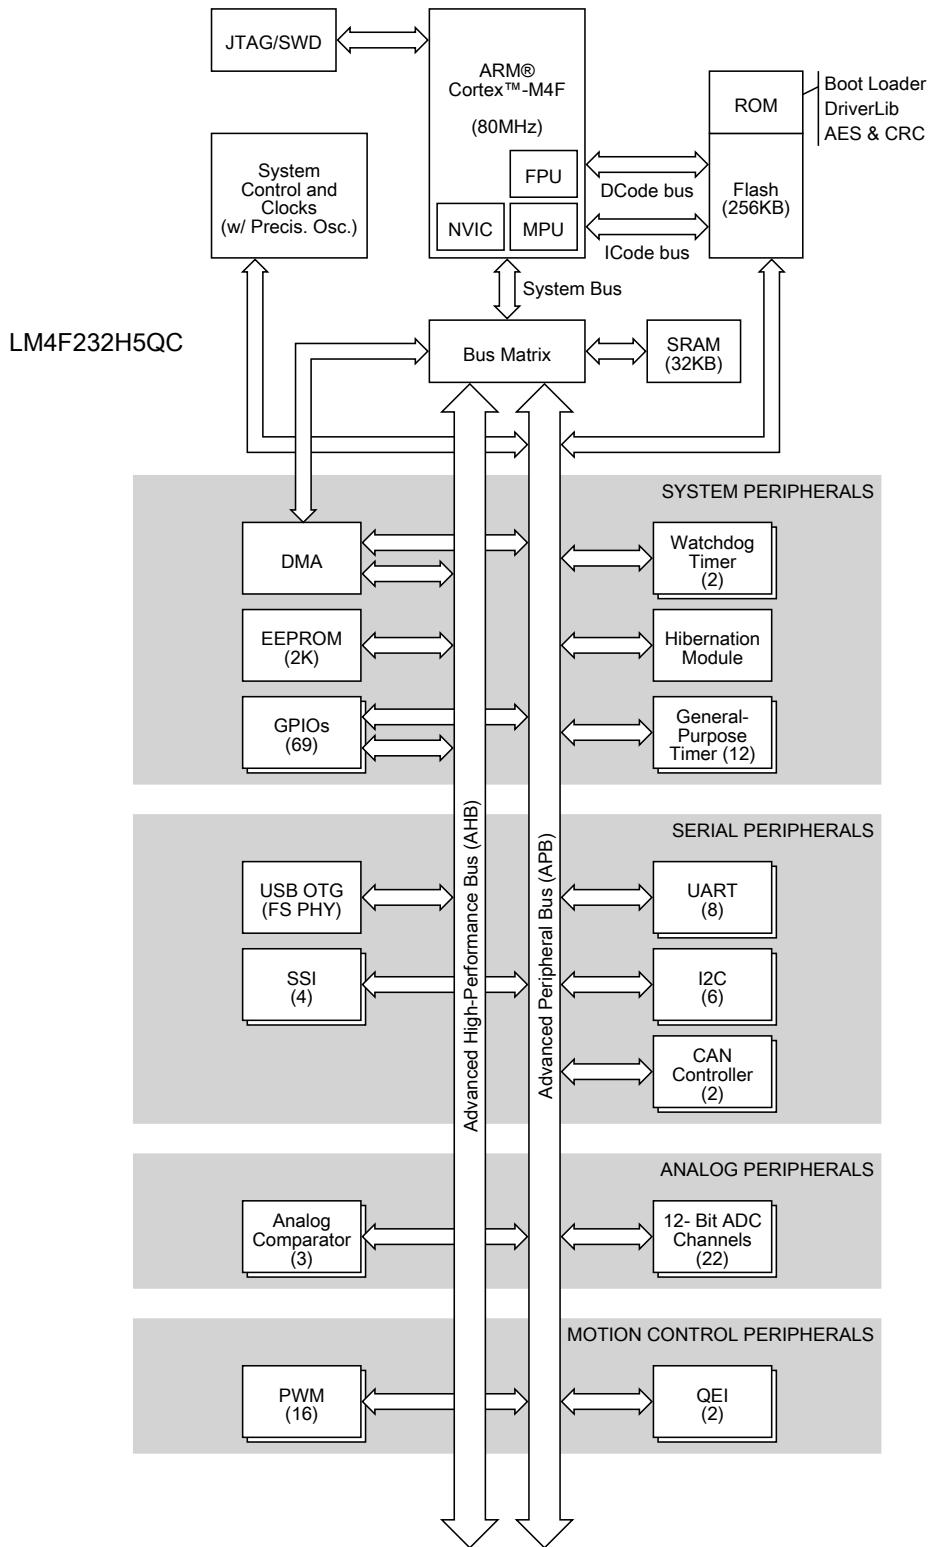 JTAG/SWD
ARM®
Cortex™-M4F
(80MHz)
ROM
Boot Loader
DriverLib
AES & CRC
System
Control and
Clocks
(w/ Precis. Osc.)
FPU
NVIC
MPU
DCode bus
ICode bus
Flash
(256KB)
System Bus
LM4F232H5QC
Bus Matrix
SRAM
(32KB)
SYSTEM PERIPHERALS
DMA
Watchdog
Timer
(2)
EEPROM
(2K)
Hibernation
Module
GPIOs
(69)
General-
Purpose
Timer (12)
Advanced High-Performance Bus (AHB)
Advanced Peripheral Bus (APB)
SERIAL PERIPHERALS
USB OTG
(FS PHY)
UART
(8)
SSI
(4)
I2C
(6)
CAN
Controller
(2)
ANALOG PERIPHERALS
Analog
Comparator
(3)
12- Bit ADC
Channels
(22)
MOTION CONTROL PERIPHERALS
PWM
(16)
QEI
(2)